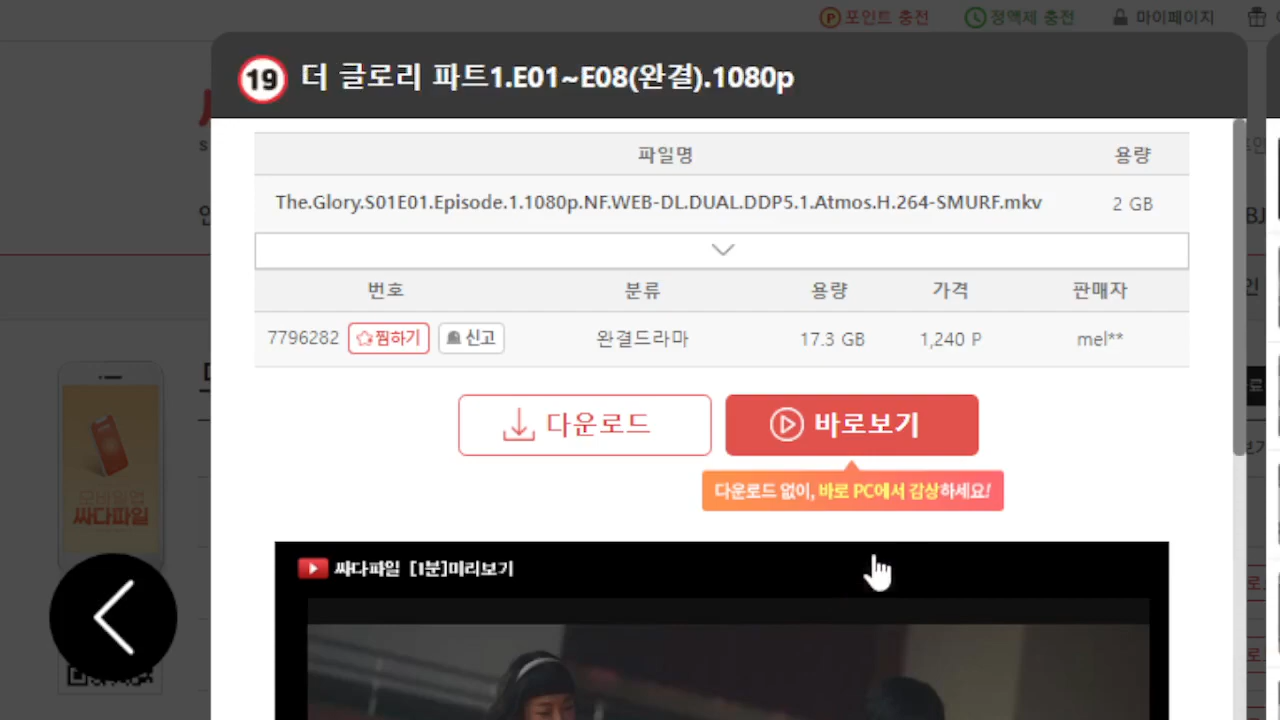 포인트 충전 정액제 충전 마이페이지
19 더 글로리 파트1.E01~E08(완결).1080p
파일명 용량
The.Glory.S01E01.Episode.1.1080p.NF.WEB-DL.DUAL.DDP5.1.Atmos.H.264-SMURF.mkv 2 GB
번호 분류 용량 가격 판매자
7796282 찜하기 신고 완결드라마 17.3 GB 1,240 P mel**
다운로드 바로보기
다운로드 없이, 바로 PC에서 감상하세요!
싸다파일 [1분]미리보기
모바일앱
싸다파일